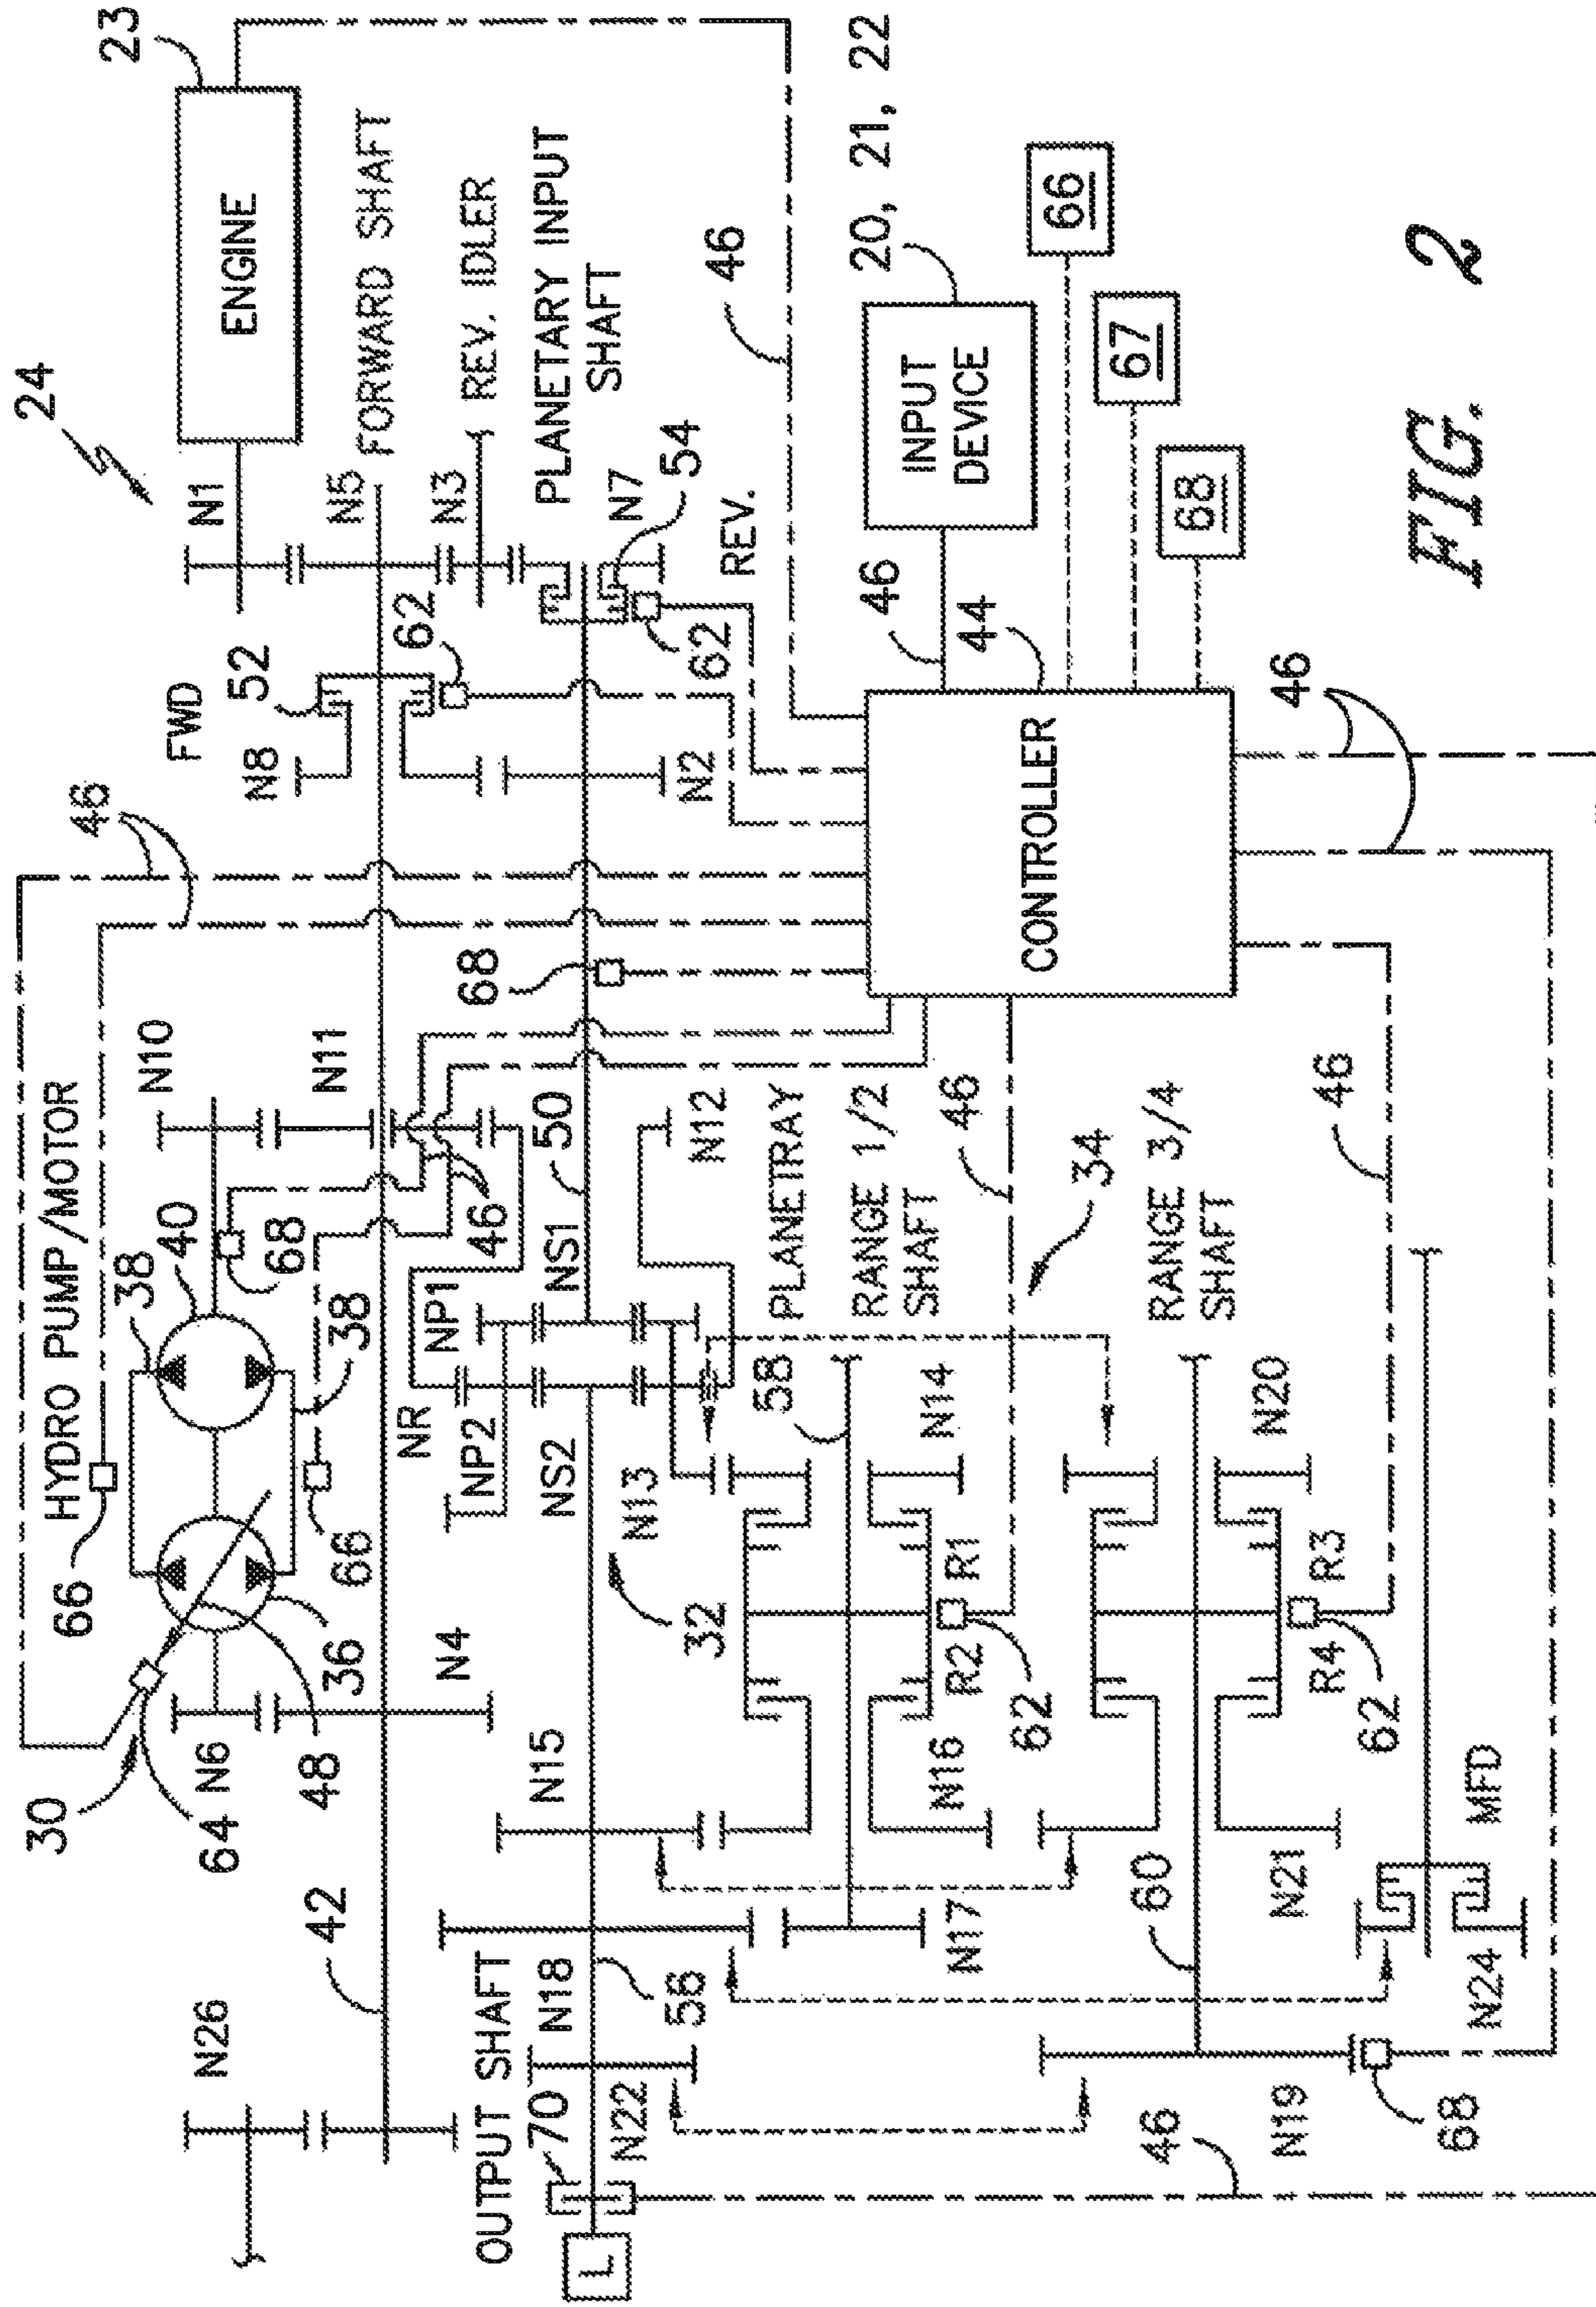 23
24
ENGINE
N1
N5
FORWARD SHAFT
N3
REV. IDLER
PLANETARY INPUT
SHAFT
N7
54
REV.
62
62
52
FWD
N8
N2
46
46
20, 21, 22
INPUT
DEVICE
46
44
66
67
68
CONTROLLER
46
68
HYDRO PUMP/MOTOR
N10
N11
40
38
68
38
46
50
N12
NS1
NP1
NR
NP2
NS2
N13
PLANETRAY
RANGE 1/2
SHAFT
46
34
RANGE 3/4
SHAFT
46
58
N14
N20
66
66
36
48
64
30
N6
N4
32
R1
R2
62
R3
R4
62
N15
N16
N21
60
MFD
N24
N17
42
N26
OUTPUT SHAFT
N18
56
70
N22
L
N19
68
46
FIG. 2